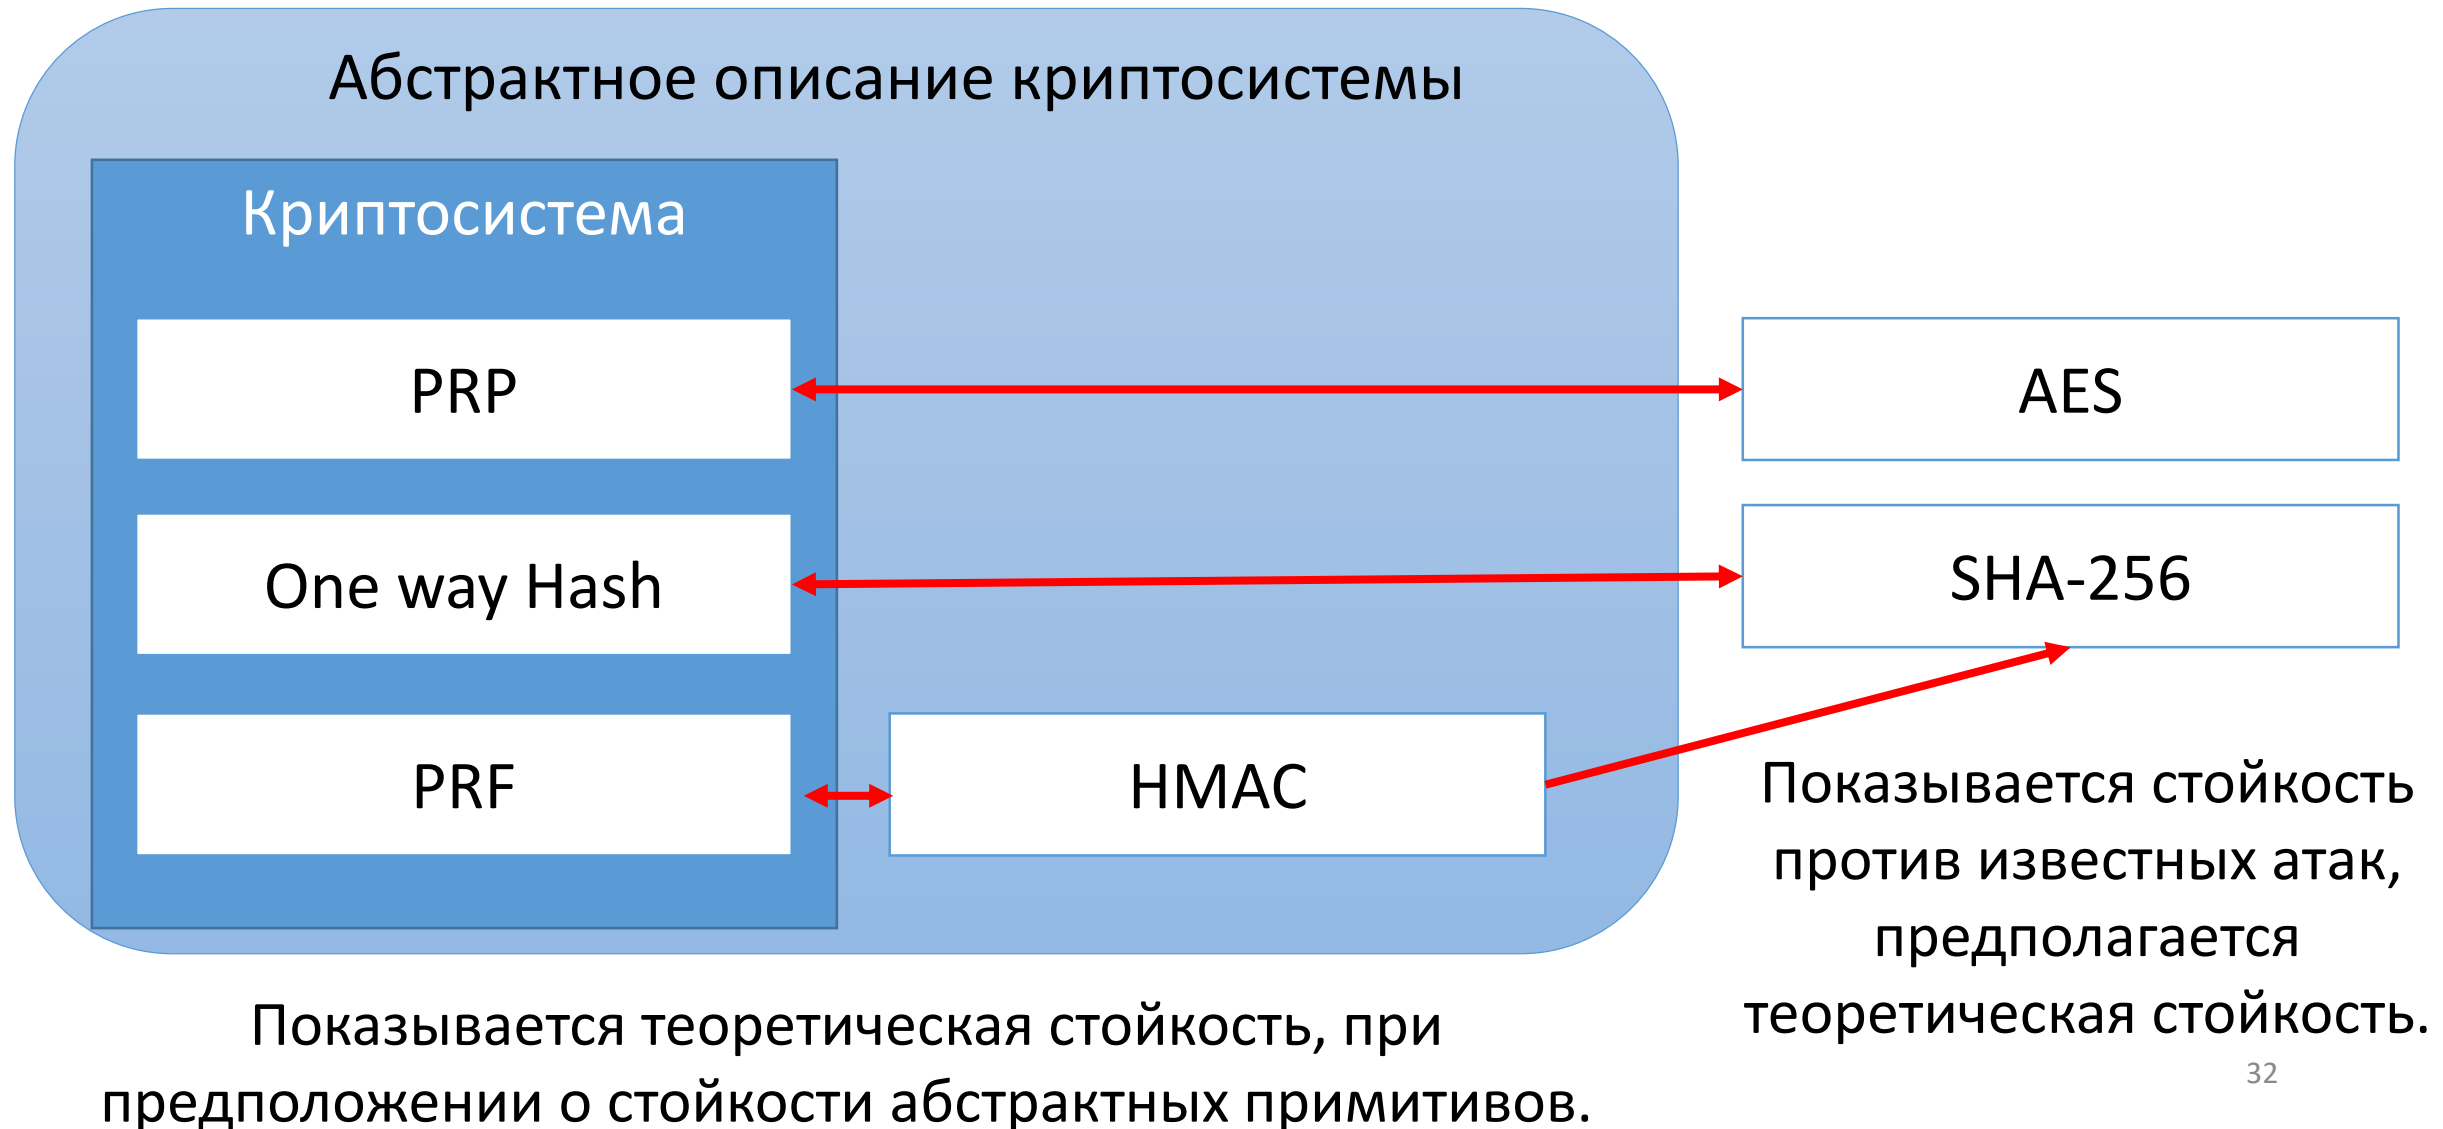 Абстрактное описание криптосистемы
Криптосистема
PRP
AES
One way Hash
SHA-256
PRF
HMAC
Показывается стойкость
против известных атак,
предполагается
теоретическая стойкость.
Показывается теоретическая стойкость, при
предположении о стойкости абстрактных примитивов.
32